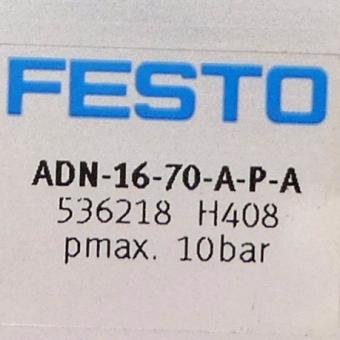 FESTO
ADN-16-70-A-P-A
536218 H408
pmax. 10bar